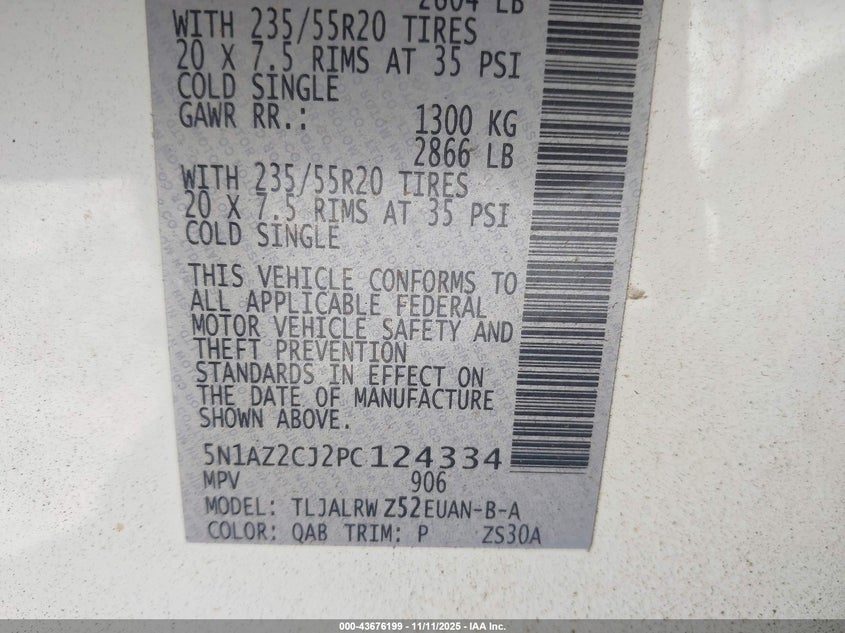 2604 LB
WITH 235/55R20 TIRES
20 X 7.5 RIMS AT 35 PSI
COLD SINGLE
GAWR RR.: 1300 KG
2866 LB
WITH 235/55R20 TIRES
20 X 7.5 RIMS AT 35 PSI
COLD SINGLE
THIS VEHICLE CONFORMS TO
ALL APPLICABLE FEDERAL
MOTOR VEHICLE SAFETY AND
THEFT PREVENTION
STANDARDS IN EFFECT ON
THE DATE OF MANUFACTURE
SHOWN ABOVE.
5N1AZ2CJ2PC124334
MPV 906
MODEL: TLJALRWZ52EUAN-B-A
COLOR: QAB TRIM: P ZS30A
000-43676199 - 11/11/2025 - IAA Inc.